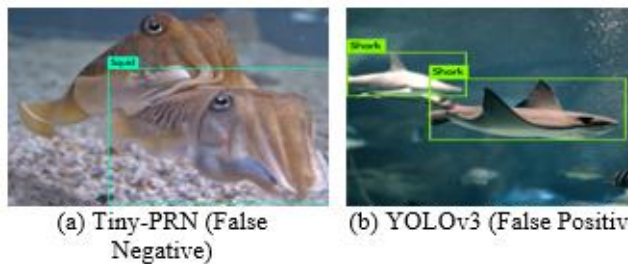 Squid
Shark
Shark
(a) Tiny-PRN (False
Negative)
(b) YOLOv3 (False Positiv